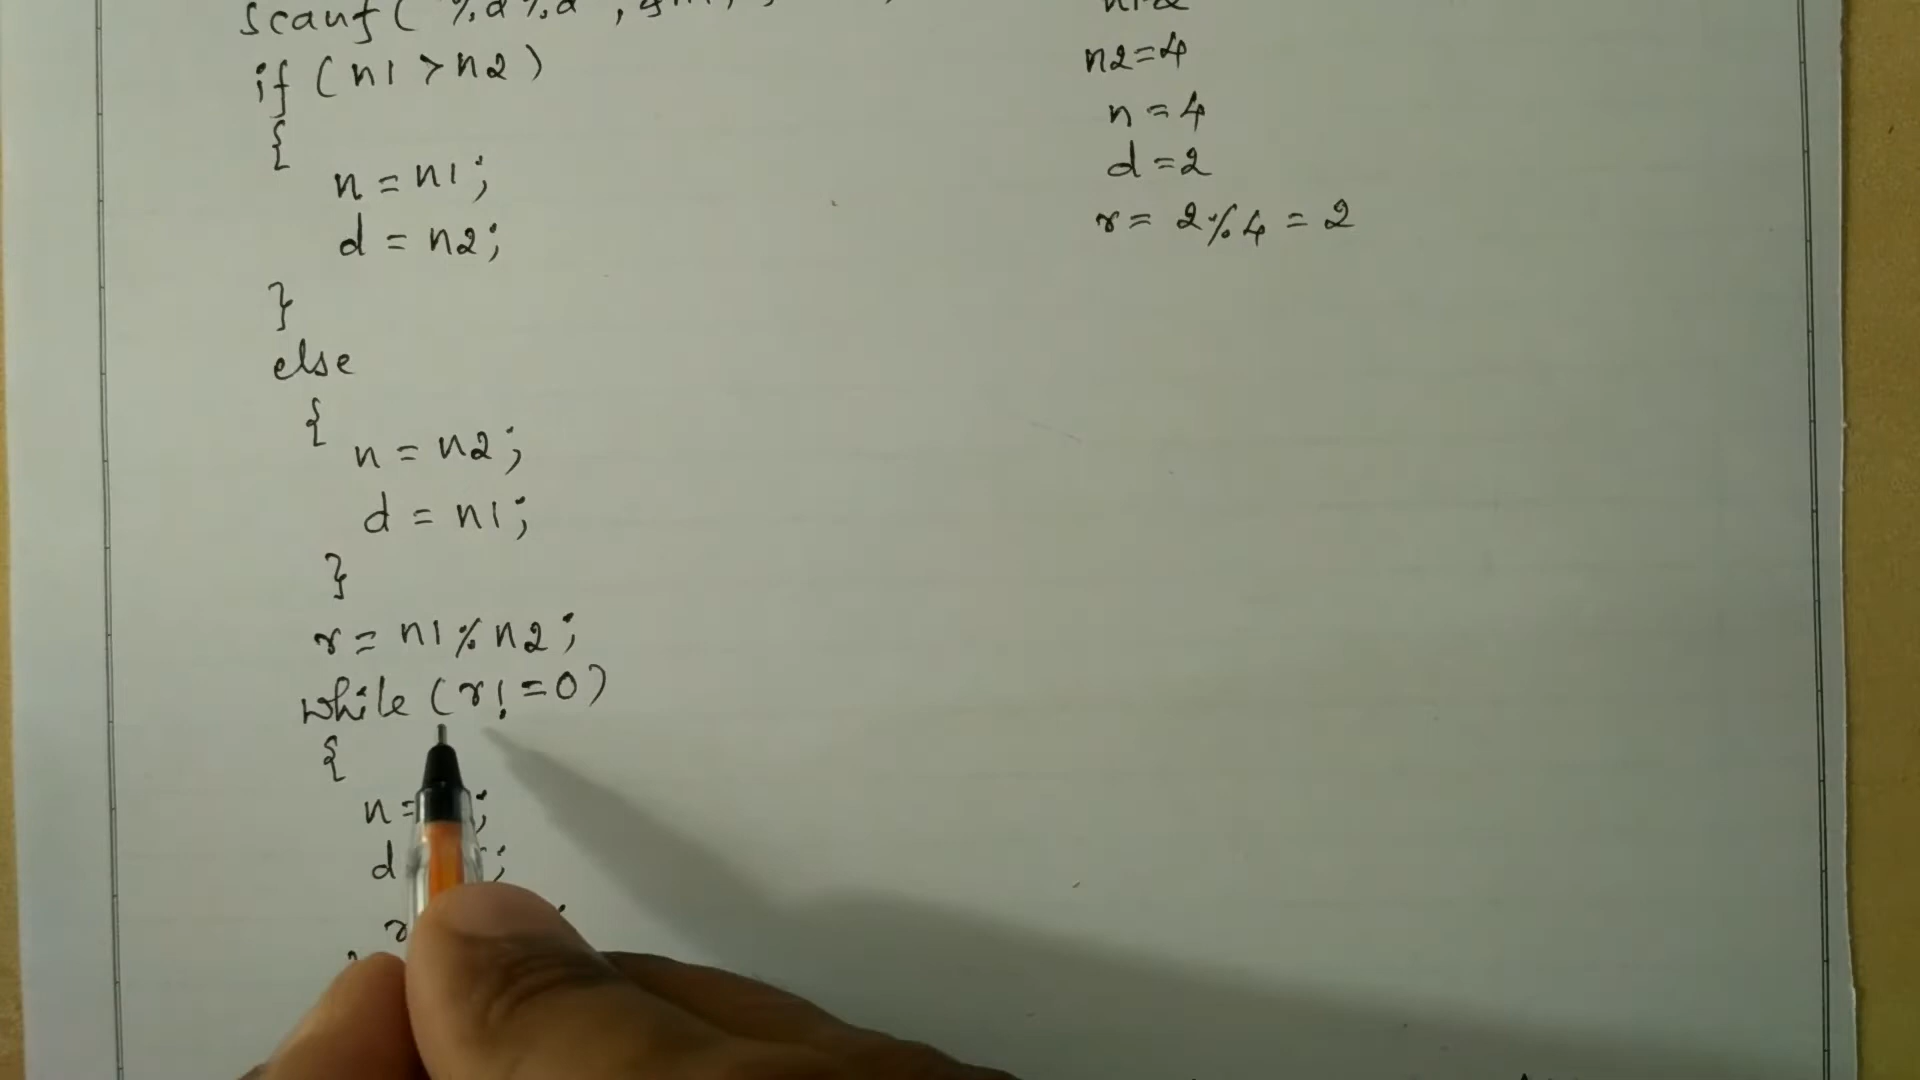 scanf ( "%d%d",
if (n1 > n2)
{
n = n1;
d = n2;
}
else
{
n = n2;
d = n1;
}
r = n1 % n2;
while (r! = 0)
{
n =
;
d
;
r
n2=4
n = 4
d = 2
r = 2 % 4 = 2